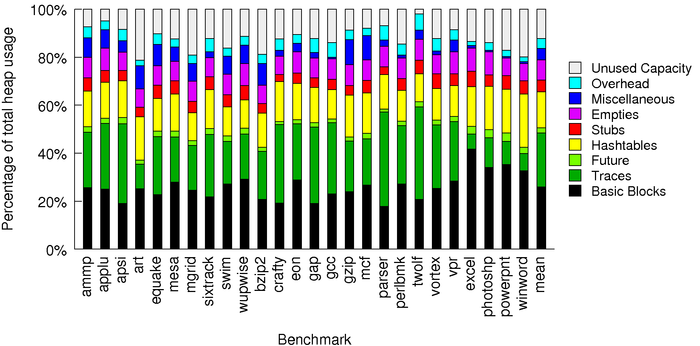 Percentage of total heap usage
100%
80%
60%
40%
20%
0%
ammp
applu
apsi
art
equake
mesa
mgrid
sixtrack
swim
wupwise
bzip2
crafty
eon
gap
gcc
gzip
mcf
parser
perlbmk
twolf
vortex
vpr
excel
photoshp
powerpnt
winword
mean
Benchmark
Unused Capacity
Overhead
Miscellaneous
Empties
Stubs
Hashtables
Future
Traces
Basic Blocks